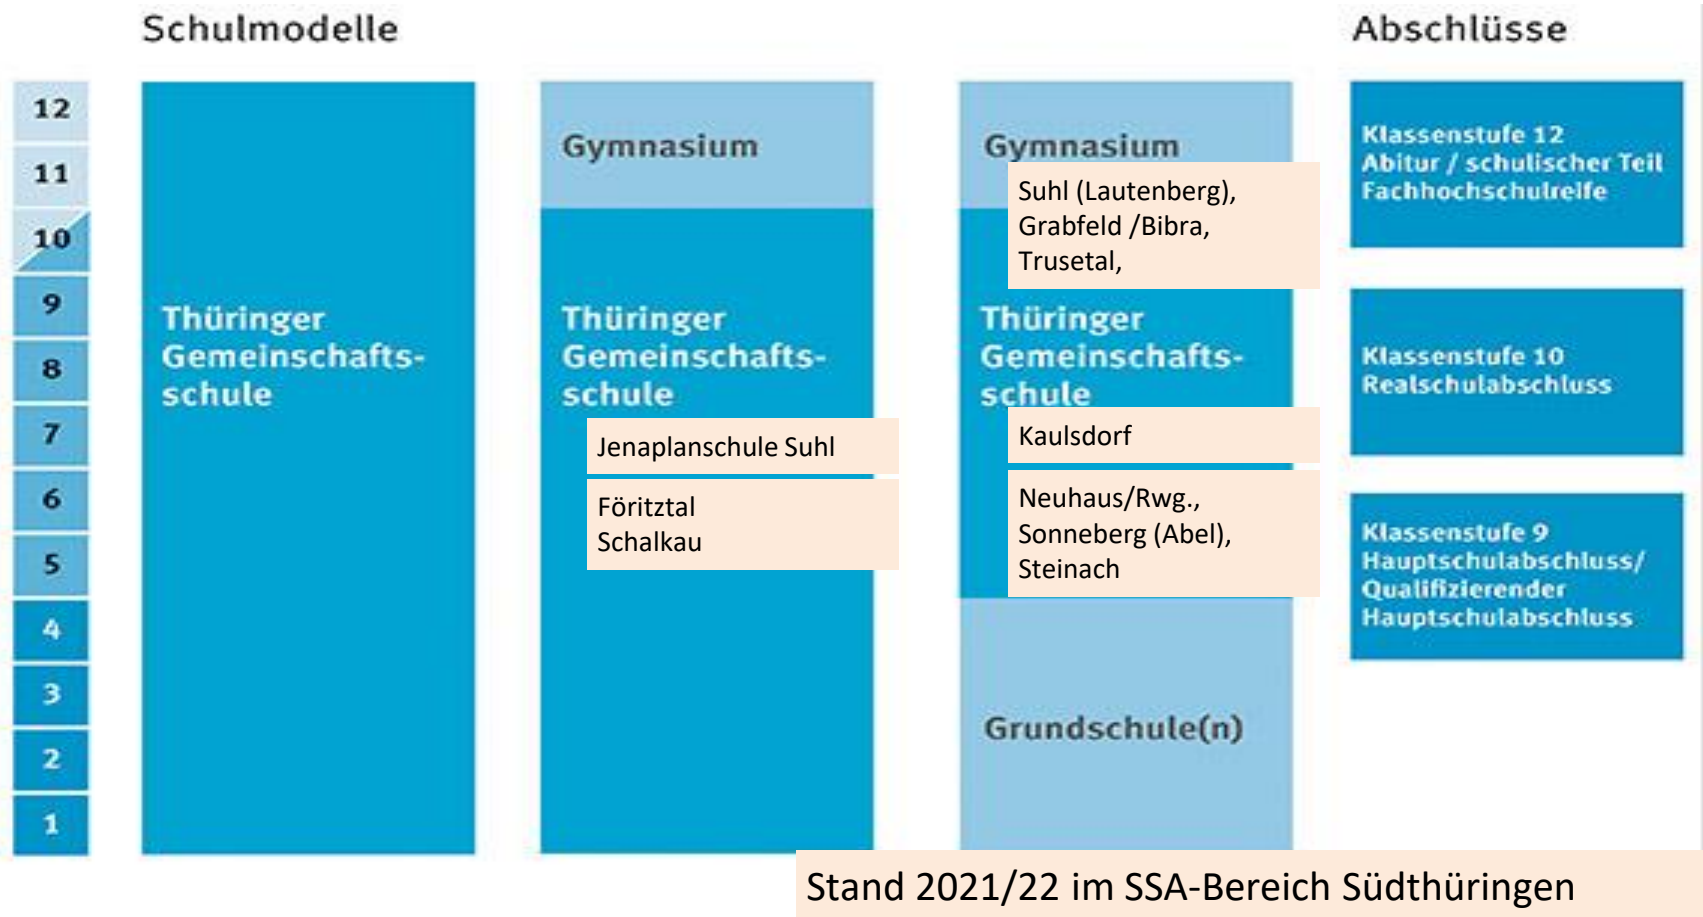 Schulmodelle
Abschlüsse
12
11
10
9
8
7
6
5
4
3
2
1
Thüringer
Gemeinschafts-
schule
Gymnasium
Thüringer
Gemeinschafts-
schule
Jenaplanschule Suhl
Föritztal
Schalkau
Gymnasium
Suhl (Lautenberg),
Grabfeld /Bibra,
Trusetal,
Thüringer
Gemeinschafts-
schule
Kaulsdorf
Neuhaus/Rwg.,
Sonneberg (Abel),
Steinach
Grundschule(n)
Klassenstufe 12
Abitur / schulischer Teil
Fachhochschulreife
Klassenstufe 10
Realschulabschluss
Klassenstufe 9
Hauptschulabschluss/
Qualifizierender
Hauptschulabschluss
Stand 2021/22 im SSA-Bereich Südthüringen